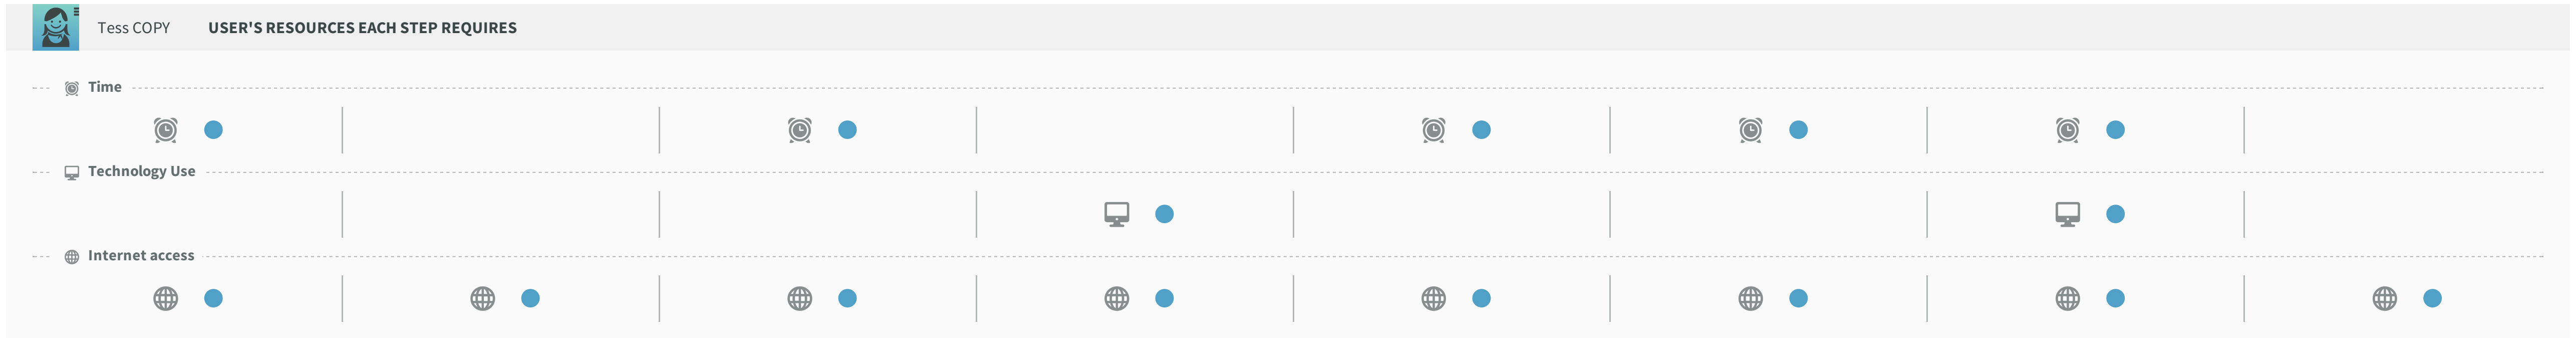 Tess COPY USER'S RESOURCES EACH STEP REQUIRES
Time
Technology Use
Internet access